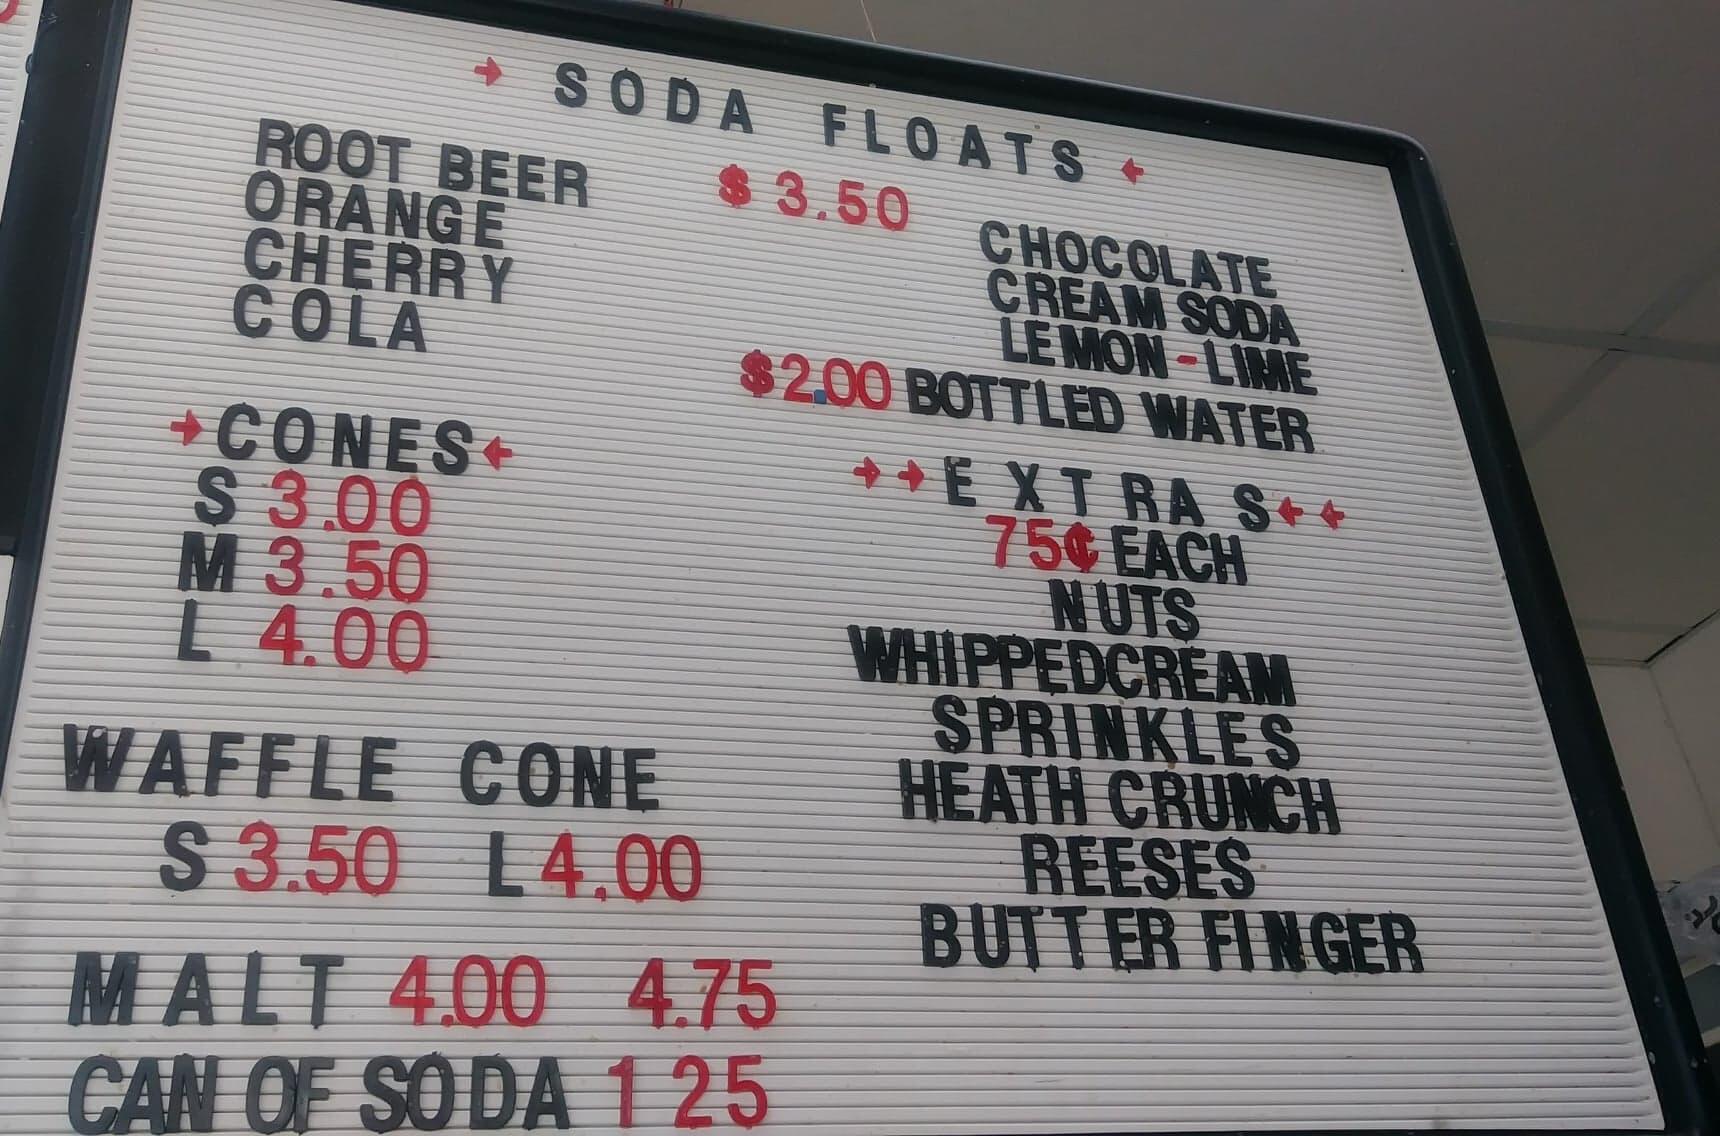 → SODA FLOATS ←
$3.50
ROOT BEER
ORANGE
CHERRY
COLA
CHOCOLATE
CREAM SODA
LEMON-LIME
$2.00 BOTTLED WATER
→CONES←
S 3.00
M 3.50
L 4.00
WAFFLE CONE
S 3.50 L 4.00
MALT 4.00 4.75
CAN OF SODA 1 25
→→EXTRAS←←
75¢ EACH
NUTS
WHIPPEDCREAM
SPRINKLES
HEATH CRUNCH
REESES
BUTTER FINGER